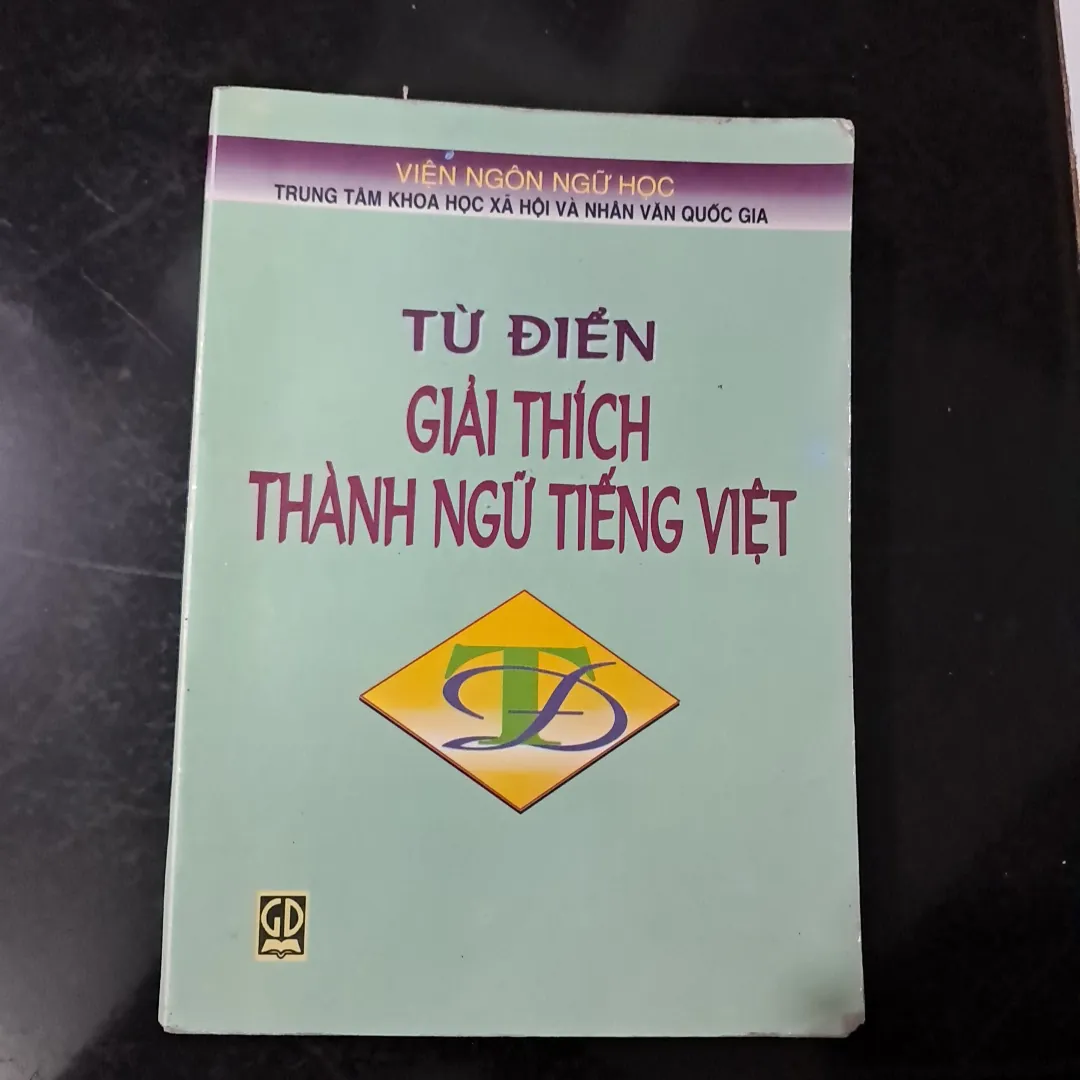 VIỆN NGÔN NGỮ HỌC
TRUNG TÂM KHOA HỌC XÃ HỘI VÀ NHÂN VĂN QUỐC GIA
TỪ ĐIỂN
GIẢI THÍCH
THÀNH NGỮ TIẾNG VIỆT
TĐ
GD